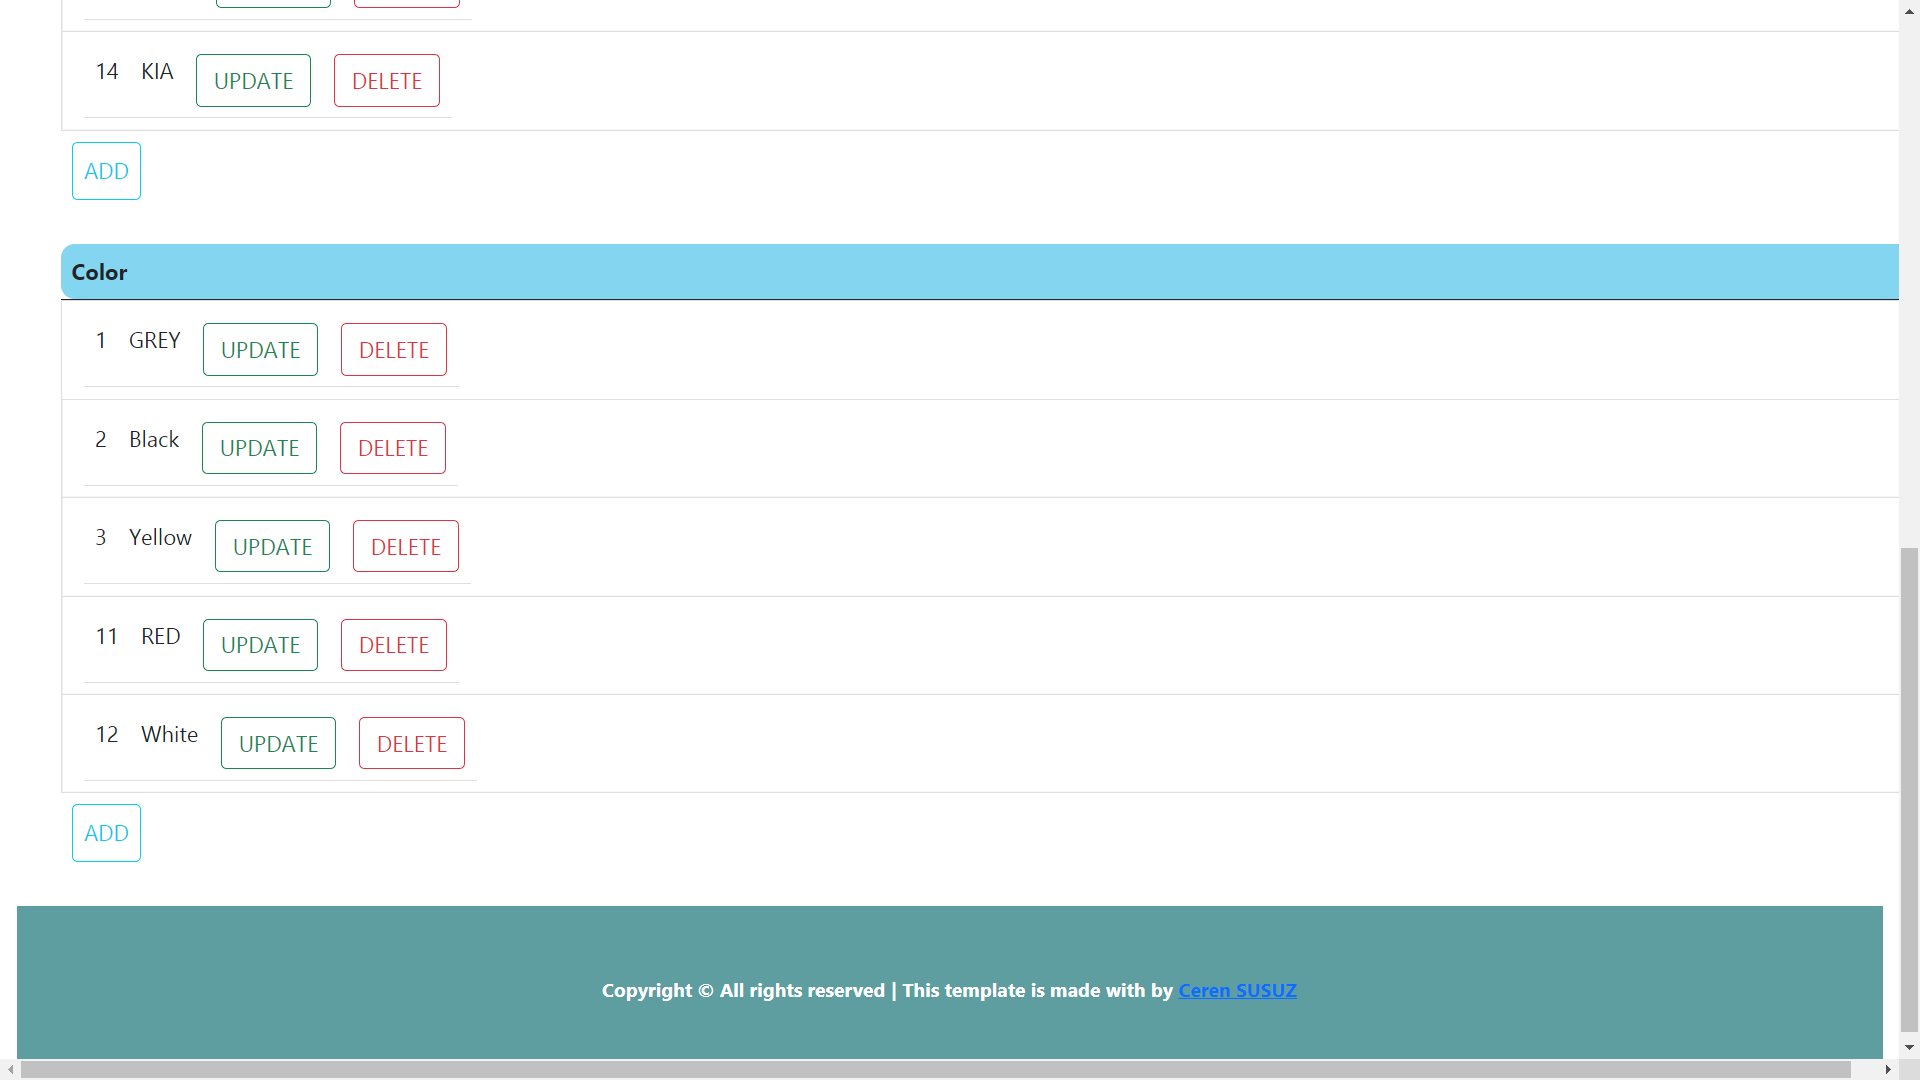 14 KIA UPDATE DELETE
ADD
Color
1 GREY UPDATE DELETE
2 Black UPDATE DELETE
3 Yellow UPDATE DELETE
11 RED UPDATE DELETE
12 White UPDATE DELETE
ADD
Copyright © All rights reserved | This template is made with by Ceren SUSUZ